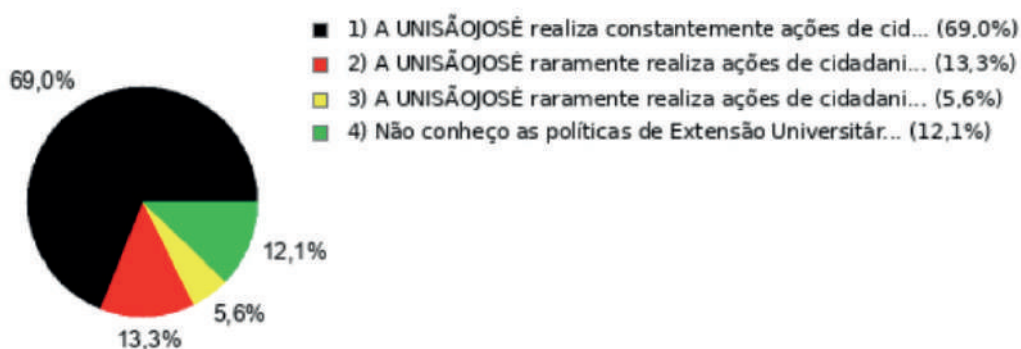 1) A UNISÃOJOSÉ realiza constantemente ações de cid... (69,0%)
2) A UNISÃOJOSÉ raramente realiza ações de cidadani... (13,3%)
3) A UNISÃOJOSÉ raramente realiza ações de cidadani... (5,6%)
4) Não conheço as políticas de Extensão Universitár... (12,1%)
69,0%
12,1%
5,6%
13,3%